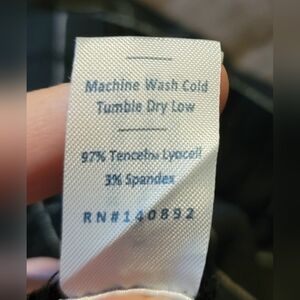 Machine Wash Cold
Tumble Dry Low
97% Tencel™ Lyocell
3% Spandex
RN#140892